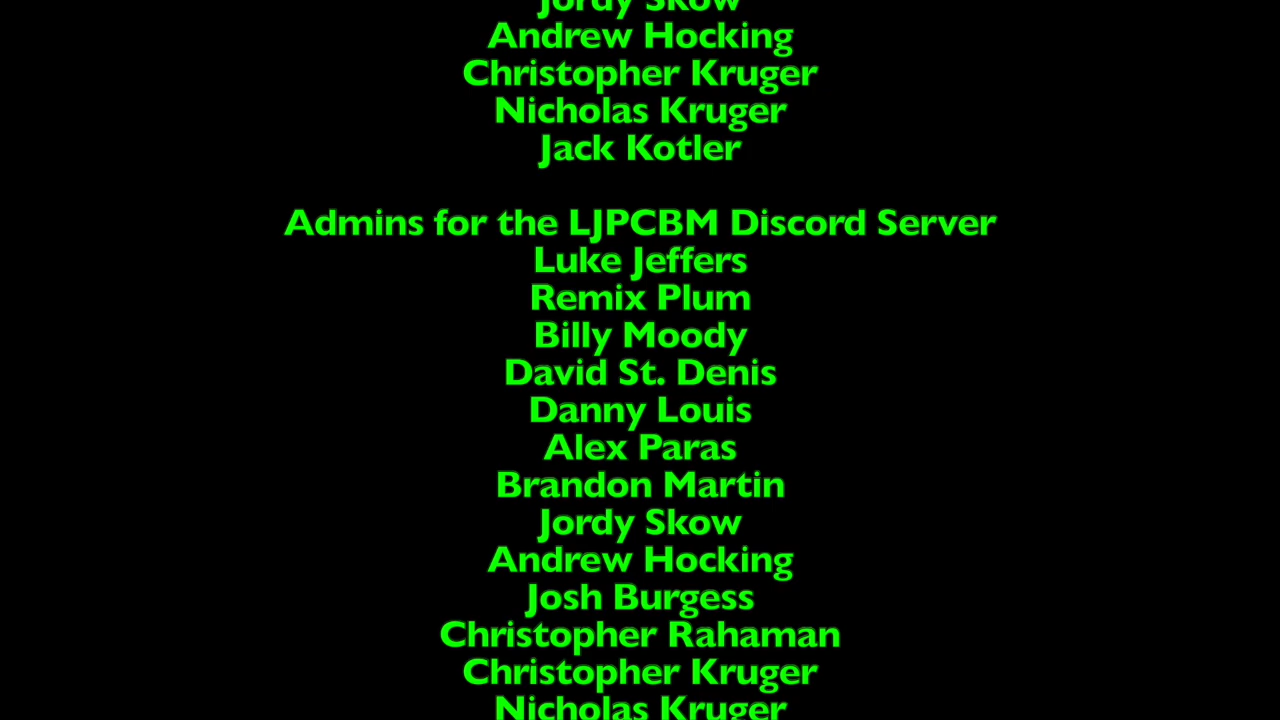 Jordy Skow
Andrew Hocking
Christopher Kruger
Nicholas Kruger
Jack Kotler
Admins for the LJPCBM Discord Server
Luke Jeffers
Remix Plum
Billy Moody
David St. Denis
Danny Louis
Alex Paras
Brandon Martin
Jordy Skow
Andrew Hocking
Josh Burgess
Christopher Rahaman
Christopher Kruger
Nicholas Kruger